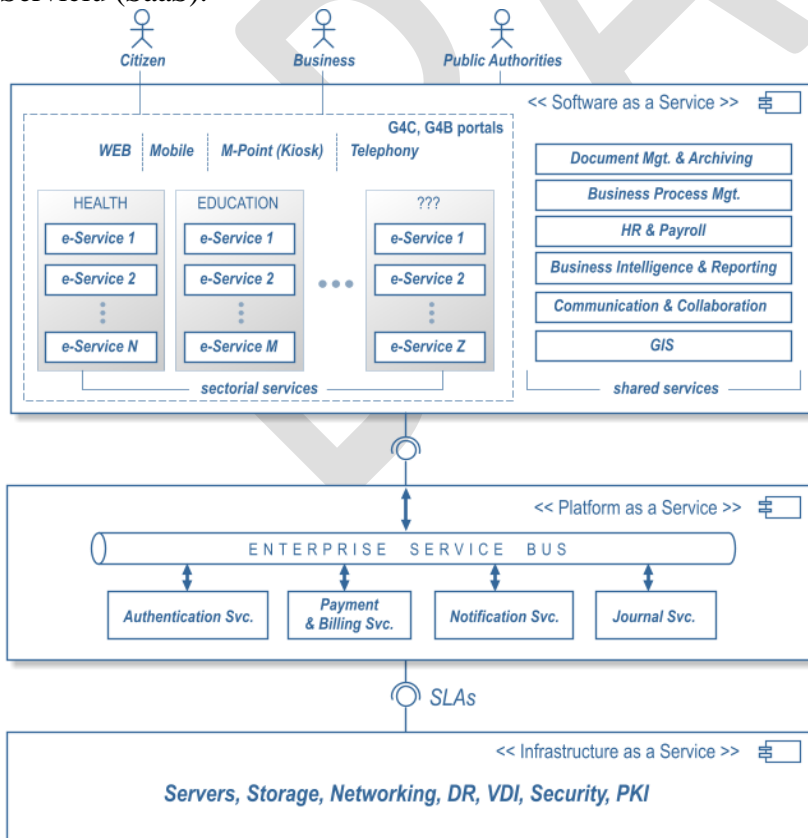 Serviciu (SaaS).
Citizen
Business
Public Authorities
<< Software as a Service >>
G4C, G4B portals
WEB
Mobile
M-Point (Kiosk)
Telephony
HEALTH
e-Service 1
e-Service 2
e-Service N
EDUCATION
e-Service 1
e-Service 2
e-Service M
???
e-Service 1
e-Service 2
e-Service Z
sectorial services
Document Mgt. & Archiving
Business Process Mgt.
HR & Payroll
Business Intelligence & Reporting
Communication & Collaboration
GIS
shared services
<< Platform as a Service >>
ENTERPRISE SERVICE BUS
Authentication Svc.
Payment
& Billing Svc.
Notification Svc.
Journal Svc.
SLAs
<< Infrastructure as a Service >>
Servers, Storage, Networking, DR, VDI, Security, PKI